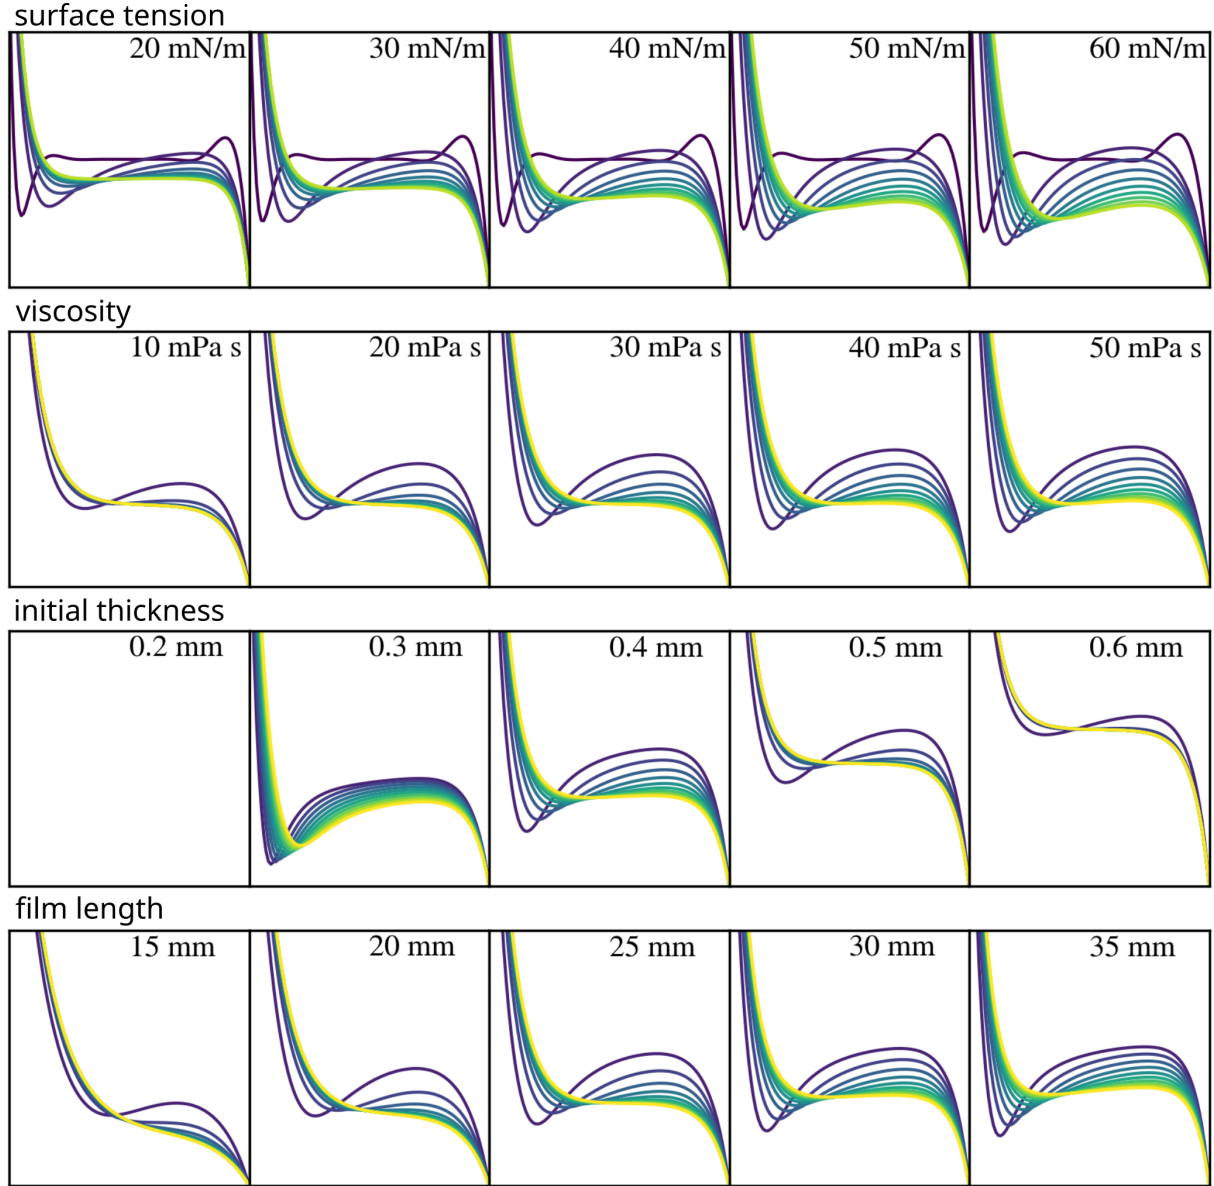 surface tension
20 mN/m 30 mN/m 40 mN/m 50 mN/m 60 mN/m
viscosity
10 mPa s 20 mPa s 30 mPa s 40 mPa s 50 mPa s
initial thickness
0.2 mm 0.3 mm 0.4 mm 0.5 mm 0.6 mm
film length
15 mm 20 mm 25 mm 30 mm 35 mm